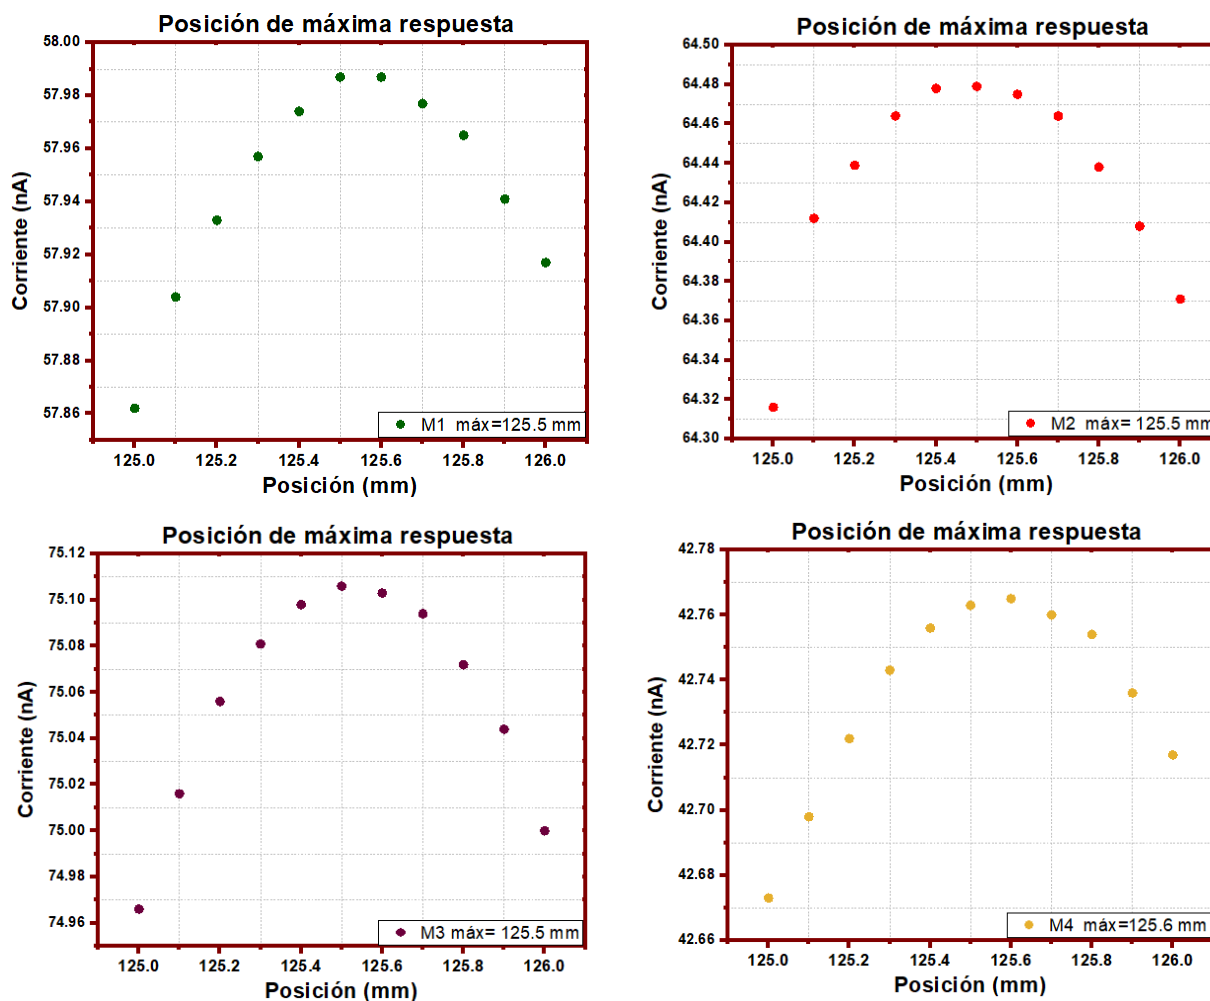 Posición de máxima respuesta
58.00
57.98
57.96
57.94
57.92
57.90
57.88
57.86
Corriente (nA)
M1 máx=125.5 mm
125.0 125.2 125.4 125.6 125.8 126.0
Posición (mm)
Posición de máxima respuesta
64.50
64.48
64.46
64.44
64.42
64.40
64.38
64.36
64.34
64.32
64.30
Corriente (nA)
M2 máx= 125.5 mm
125.0 125.2 125.4 125.6 125.8 126.0
Posición (mm)
Posición de máxima respuesta
75.12
75.10
75.08
75.06
75.04
75.02
75.00
74.98
74.96
Corriente (nA)
M3 máx= 125.5 mm
125.0 125.2 125.4 125.6 125.8 126.0
Posición (mm)
Posición de máxima respuesta
42.78
42.76
42.74
42.72
42.70
42.68
42.66
Corriente (nA)
M4 máx=125.6 mm
125.0 125.2 125.4 125.6 125.8 126.0
Posición (mm)